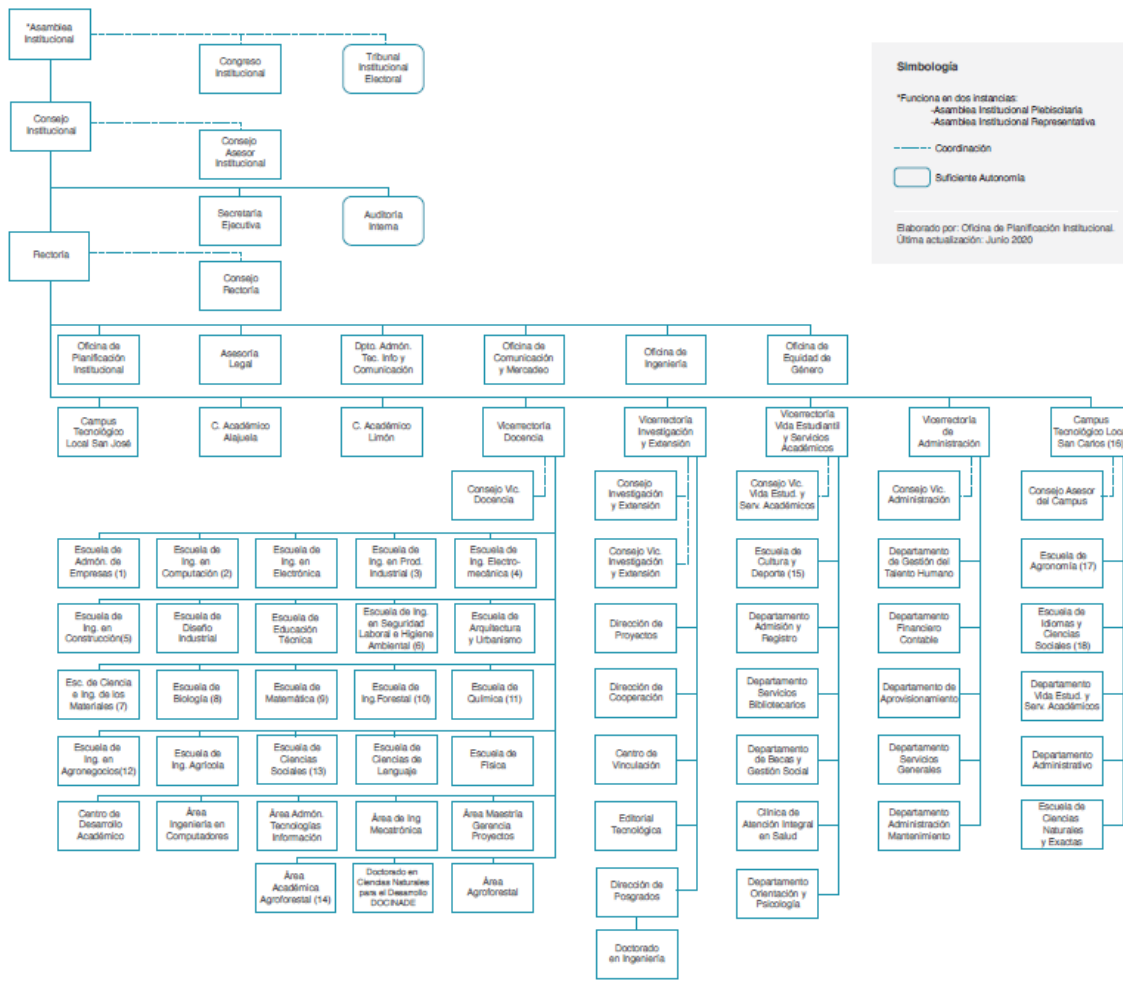 *Asamblea
Institucional
Congreso
Institucional
Tribunal
Institucional
Electoral
Consejo
Institucional
Consejo
Asesor
Institucional
Secretaría
Ejecutiva
Auditoría
Interna
Rectoría
Consejo
Rectoría
Simbología
*Funciona en dos instancias:
-Asamblea Institucional Plebiscitaria
-Asamblea Institucional Representativa
Coordinación
Suficiente Autonomía
Elaborado por: Oficina de Planificación Institucional.
Última actualización: Junio 2020
Oficina de
Planificación
Institucional
Asesoría
Legal
Dpto. Admón.
Tec. Info y
Comunicación
Oficina de
Comunicación
y Mercadeo
Oficina de
Ingeniería
Oficina de
Equidad de
Género
Campus
Tecnológico
Local San José
C. Académico
Alajuela
C. Académico
Limón
Vicerrectoría
Docencia
Vicerrectoría
Investigación
y Extensión
Vicerrectoría
Vida Estudiantil
y Servicios
Académicos
Vicerrectoría
de
Administración
Campus
Tecnológico Local
San Carlos (16)
Consejo Vic.
Docencia
Consejo
Investigación
y Extensión
Consejo Vic.
Vida Estud. y
Serv. Académicos
Consejo Vic.
Administración
Consejo Asesor
del Campus
Escuela de
Admón. de
Empresas (1)
Escuela de
Ing. en
Computación (2)
Escuela de
Ing. en
Electrónica
Escuela de
Ing. en Prod.
Industrial (3)
Escuela de
Ing. Electro-
mecánica (4)
Consejo Vic.
Investigación
y Extensión
Escuela de
Cultura y
Deporte (15)
Departamento
de Gestión del
Talento Humano
Escuela de
Agronomía (17)
Escuela de
Ing. en
Construcción(5)
Escuela de
Diseño
Industrial
Escuela de
Educación
Técnica
Escuela de Ing.
en Seguridad
Laboral e Higiene
Ambiental (6)
Escuela de
Arquitectura
y Urbanismo
Dirección de
Proyectos
Departamento
Admisión y
Registro
Departamento
Financiero
Contable
Escuela de
Idiomas y
Ciencias
Sociales (18)
Esc. de Ciencia
e Ing. de los
Materiales (7)
Escuela de
Biología (8)
Escuela de
Matemática (9)
Escuela de
Ing.Forestal (10)
Escuela de
Química (11)
Dirección de
Cooperación
Departamento
Servicios
Bibliotecarios
Departamento de
Aprovisionamiento
Departamento
Vida Estud. y
Serv. Académicos
Escuela de
Ing. en
Agronegocios(12)
Escuela de
Ing. Agrícola
Escuela de
Ciencias
Sociales (13)
Escuela de
Ciencias de
Lenguaje
Escuela de
Física
Centro de
Vinculación
Departamento
de Becas y
Gestión Social
Departamento
Servicios
Generales
Departamento
Administrativo
Centro de
Desarrollo
Académico
Área
Ingeniería en
Computadores
Área Admón.
Tecnologías
Información
Área de Ing
Mecatrónica
Área Maestría
Gerencia
Proyectos
Editorial
Tecnológica
Clínica de
Atención Integral
en Salud
Departamento
Administración
Mantenimiento
Escuela de
Ciencias
Naturales
y Exactas
Área
Académica
Agroforestal (14)
Doctorado en
Ciencias Naturales
para el Desarrollo
DOCINADE
Área
Agroforestal
Dirección de
Posgrados
Departamento
Orientación y
Psicología
Doctorado
en Ingeniería